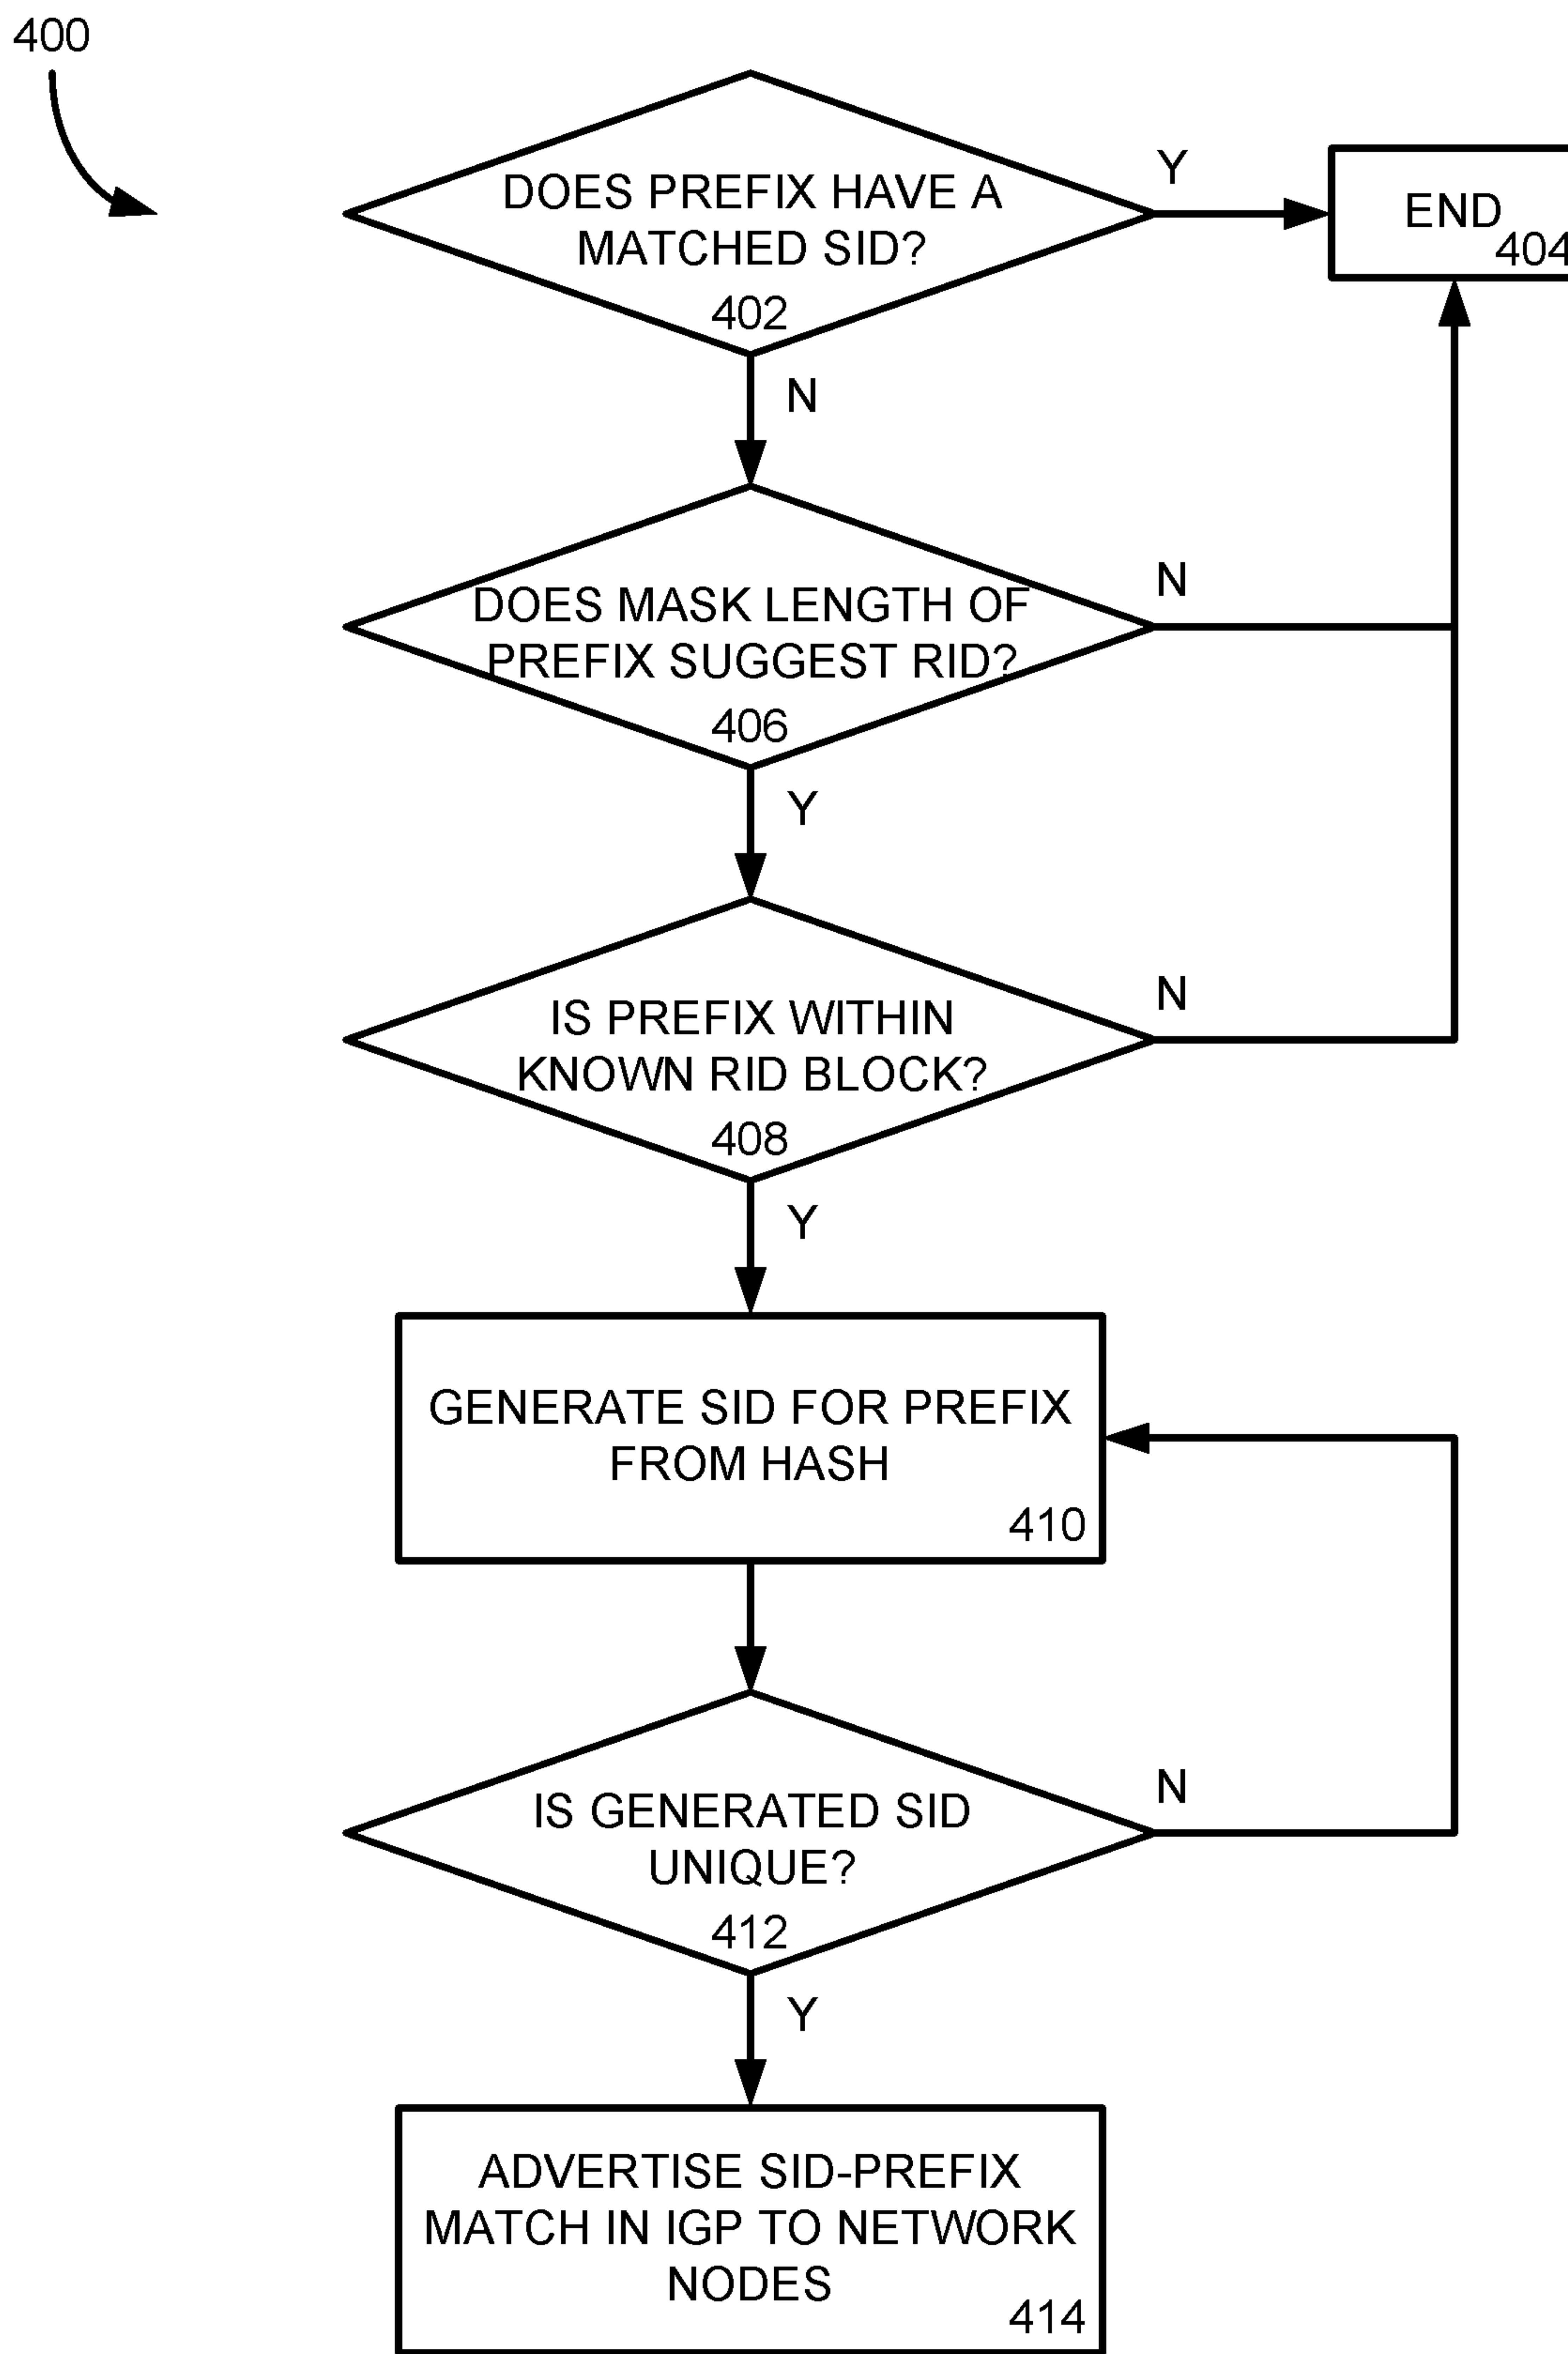 400
DOES PREFIX HAVE A
MATCHED SID?
402
Y
END
404
N
DOES MASK LENGTH OF
PREFIX SUGGEST RID?
406
N
Y
IS PREFIX WITHIN
KNOWN RID BLOCK?
408
N
Y
GENERATE SID FOR PREFIX
FROM HASH
410
IS GENERATED SID
UNIQUE?
412
N
Y
ADVERTISE SID-PREFIX
MATCH IN IGP TO NETWORK
NODES
414